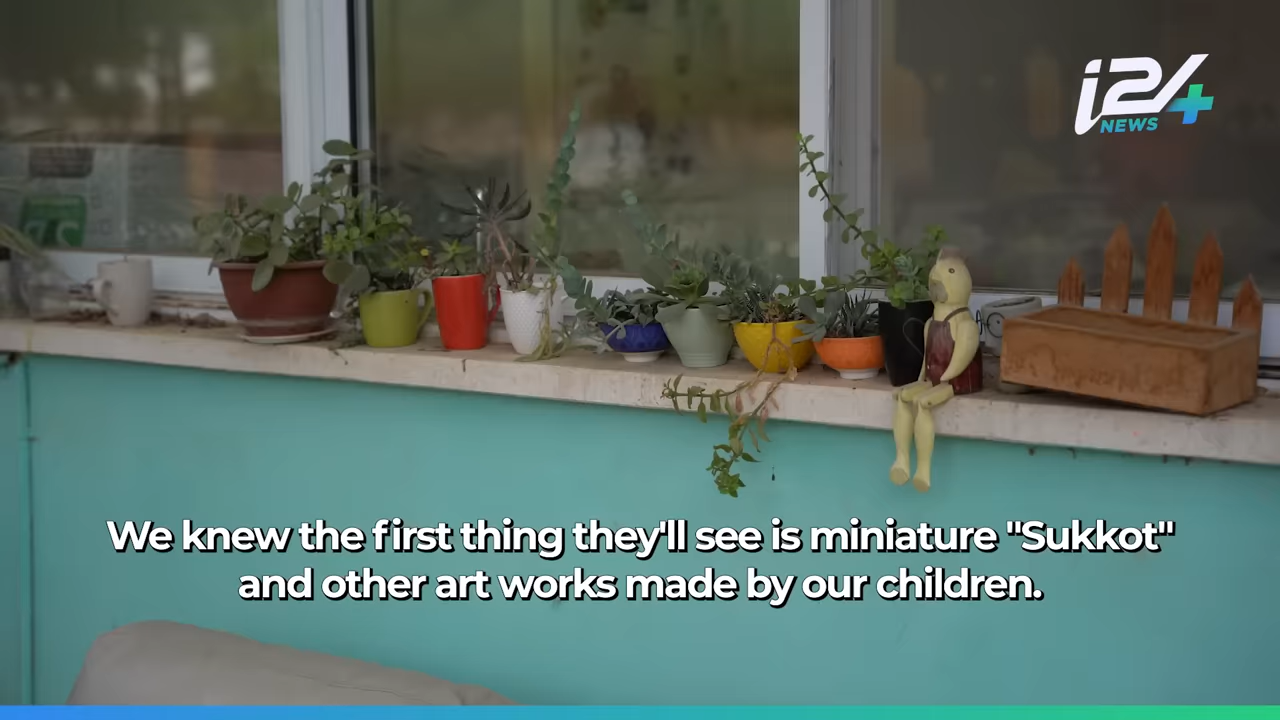 i24
NEWS
We knew the first thing they'll see is miniature "Sukkot"
and other art works made by our children.